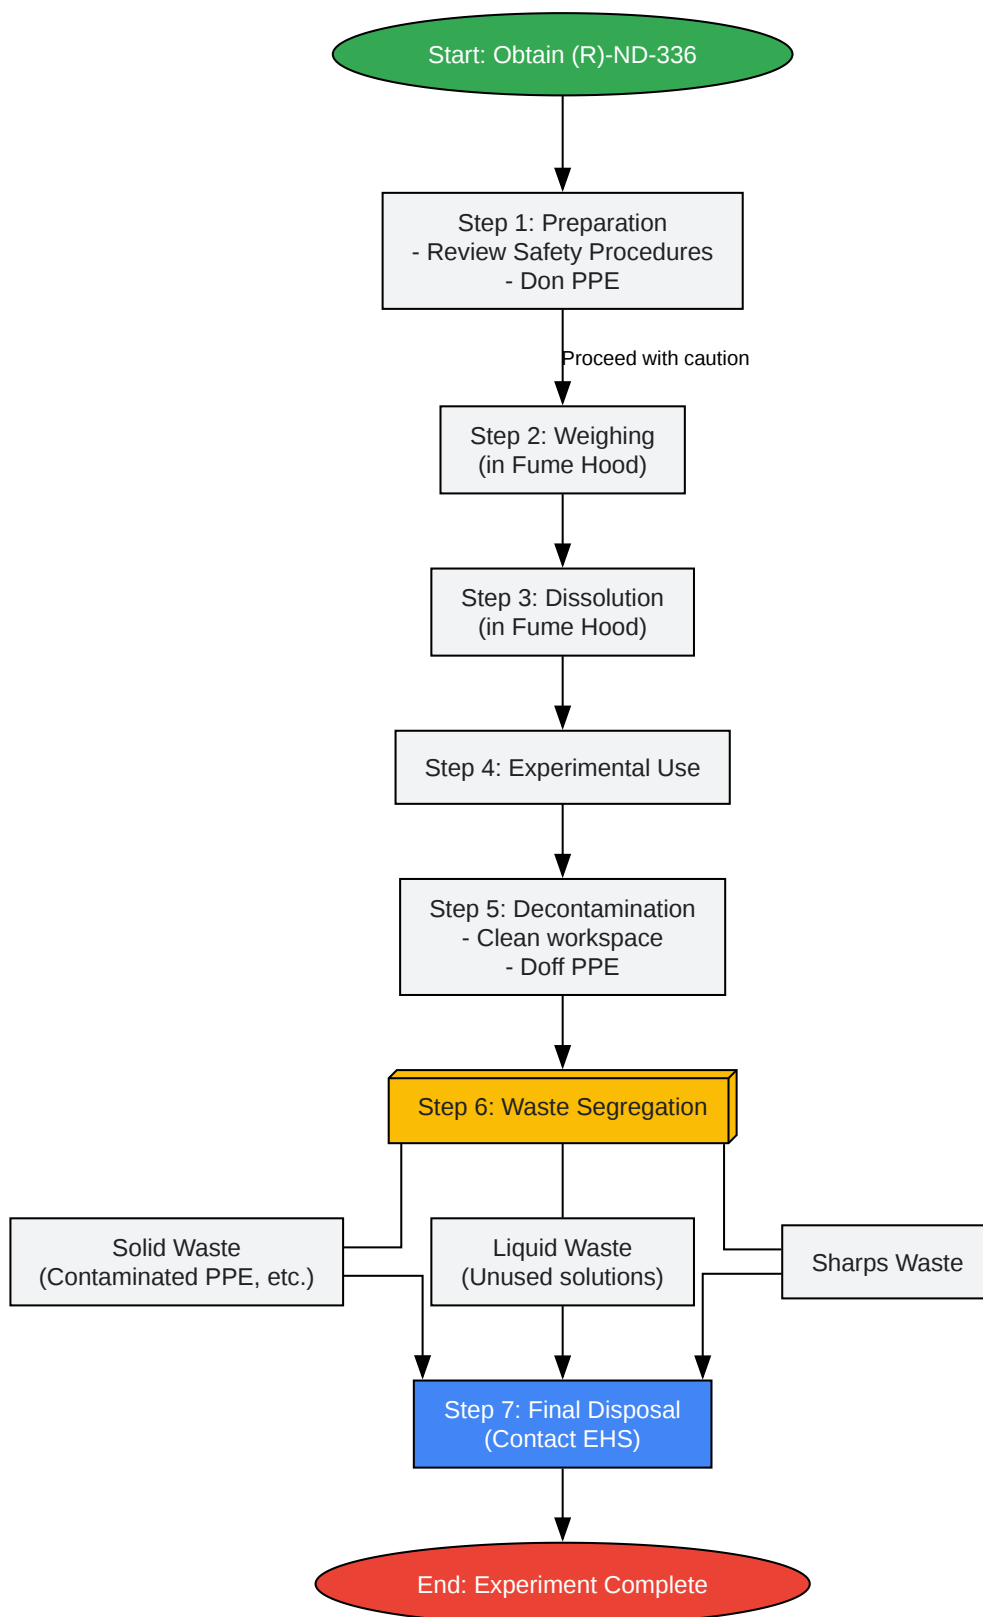 Start: Obtain (R)-ND-336
Step 1: Preparation
- Review Safety Procedures
- Don PPE
Proceed with caution
Step 2: Weighing
(in Fume Hood)
Step 3: Dissolution
(in Fume Hood)
Step 4: Experimental Use
Step 5: Decontamination
- Clean workspace
- Doff PPE
Step 6: Waste Segregation
Solid Waste
(Contaminated PPE, etc.)
Liquid Waste
(Unused solutions)
Sharps Waste
Step 7: Final Disposal
(Contact EHS)
End: Experiment Complete